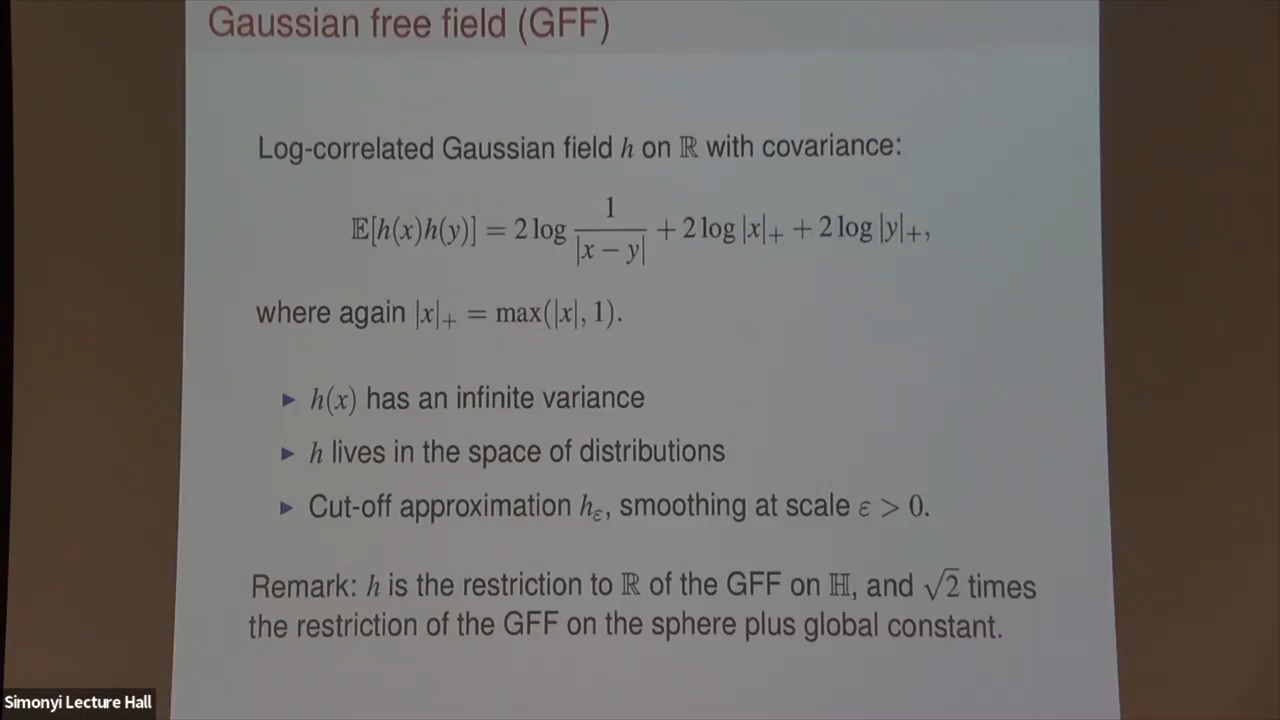 Gaussian free field (GFF)
Log-correlated Gaussian field h on ℝ with covariance:
𝔼[h(x)h(y)] = 2 log 1/|x − y| + 2 log |x|₊ + 2 log |y|₊,
where again |x|₊ = max(|x|, 1).
▶ h(x) has an infinite variance
▶ h lives in the space of distributions
▶ Cut-off approximation hε, smoothing at scale ε > 0.
Remark: h is the restriction to ℝ of the GFF on ℍ, and √2 times
the restriction of the GFF on the sphere plus global constant.
Simonyi Lecture Hall